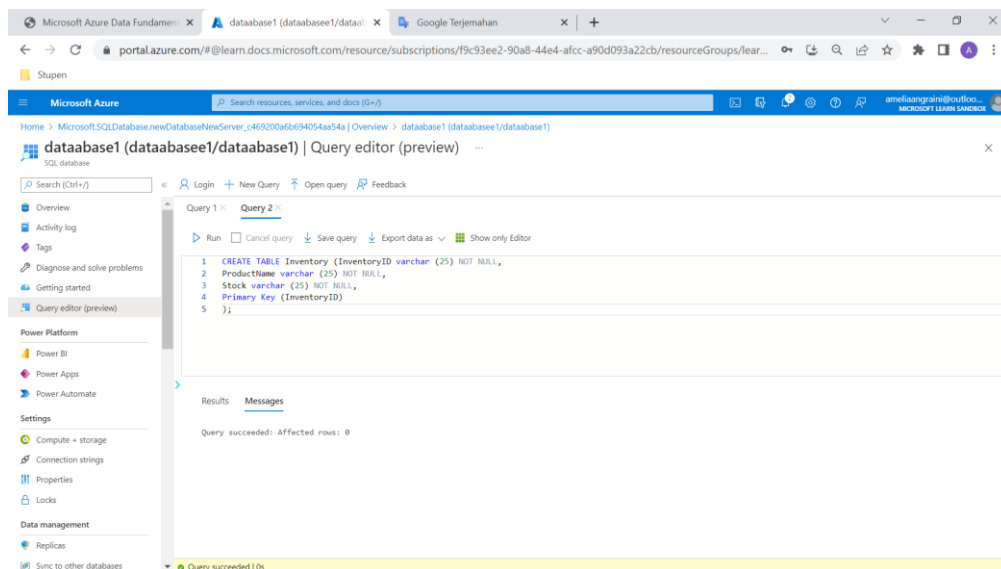 Microsoft Azure Data Fundament
dataabase1 (dataabasee1/dataab
Google Terjemahan
portal.azure.com/#@learn.docs.microsoft.com/resource/subscriptions/f9c93ee2-90a8-44e4-afcc-a90d093a22cb/resourceGroups/lear...
A
Stupen
Microsoft Azure
Search resources, services, and docs (G+/)
2
ameliaangraini@outloo...
MICROSOFT LEARN SANDBOX
Home > Microsoft.SQLDatabase.newDatabaseNewServer_c469200a6b694054aa54a | Overview > dataabase1 (dataabasee1/dataabase1)
dataabase1 (dataabasee1/dataabase1) | Query editor (preview) ...
SQL database
Search (Ctrl+/)
«
Login
New Query
Open query
Feedback
Overview
Activity log
Tags
Diagnose and solve problems
Getting started
Query editor (preview)
Power Platform
Power BI
Power Apps
Power Automate
Settings
Compute + storage
Connection strings
Properties
Locks
Data management
Replicas
Sync to other databases
Query 1
Query 2
Run
Cancel query
Save query
Export data as
Show only Editor
1 CREATE TABLE Inventory (InventoryID varchar (25) NOT NULL,
2 ProductName varchar (25) NOT NULL,
3 Stock varchar (25) NOT NULL,
4 Primary Key (InventoryID)
5 );
Results
Messages
Query succeeded: Affected rows: 0
Query succeeded | 0s